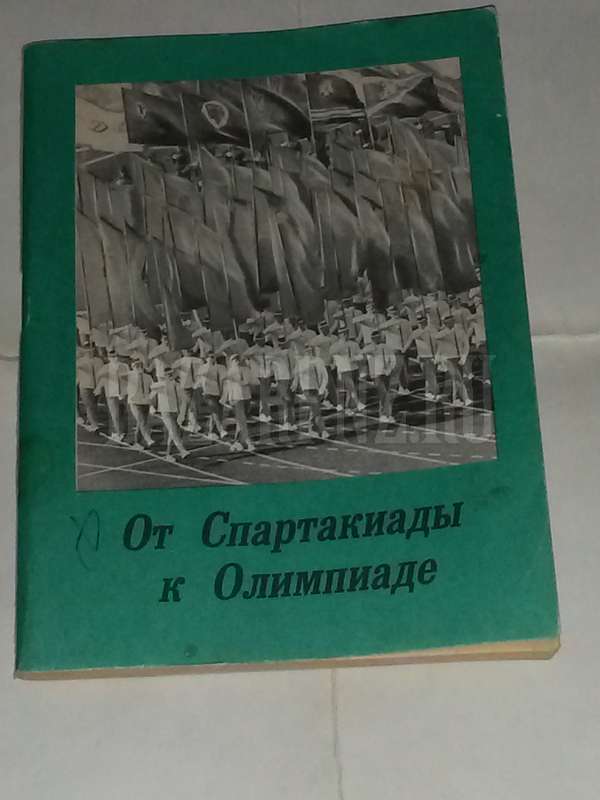 От Спартакиады
к Олимпиаде